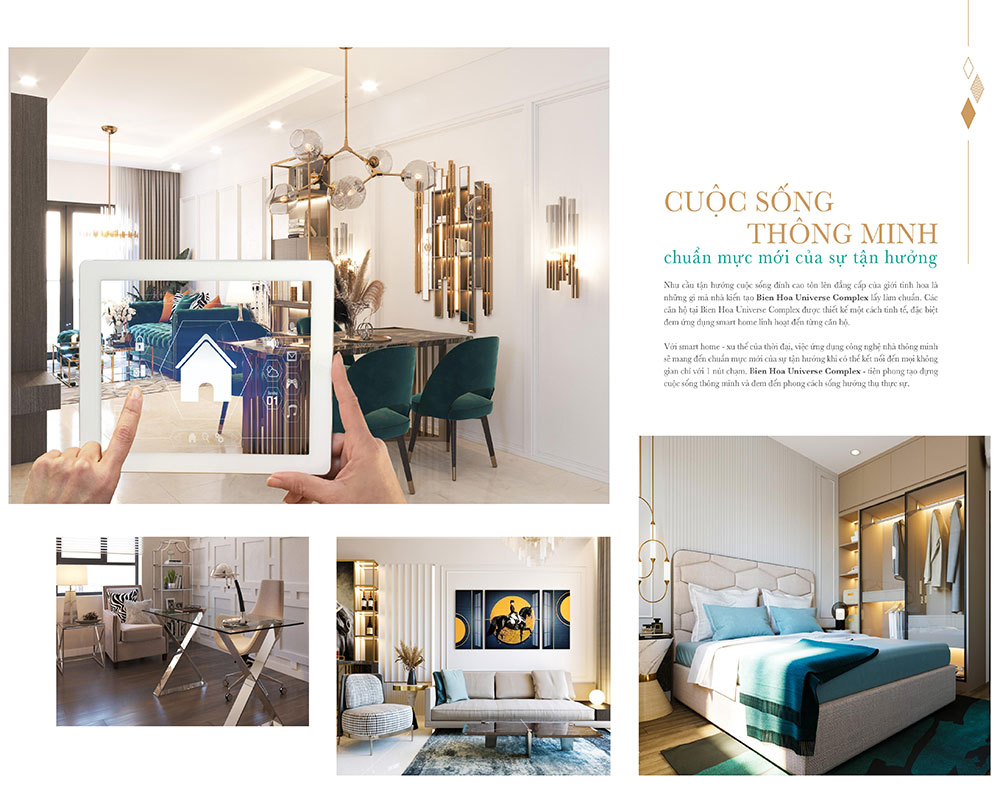 CUỘC SỐNG
THÔNG MINH
chuẩn mực mới của sự tận hưởng
Nhu cầu tận hưởng cuộc sống đỉnh cao tôn lên đẳng cấp của giới tinh hoa là
những gì mà nhà kiến tạo Bien Hoa Universe Complex lấy làm chuẩn. Các
căn hộ tại Bien Hoa Universe Complex được thiết kế một cách tinh tế, đặc biệt
đem ứng dụng smart home linh hoạt đến từng căn hộ.
Với smart home - xu thế của thời đại, việc ứng dụng công nghệ nhà thông minh
sẽ mang đến chuẩn mực mới của sự tận hưởng khi có thể kết nối đến mọi không
gian chỉ với 1 nút chạm. Bien Hoa Universe Complex - tiên phong tạo dựng
cuộc sống thông minh và đem đến phong cách sống hưởng thụ thực sự.
01